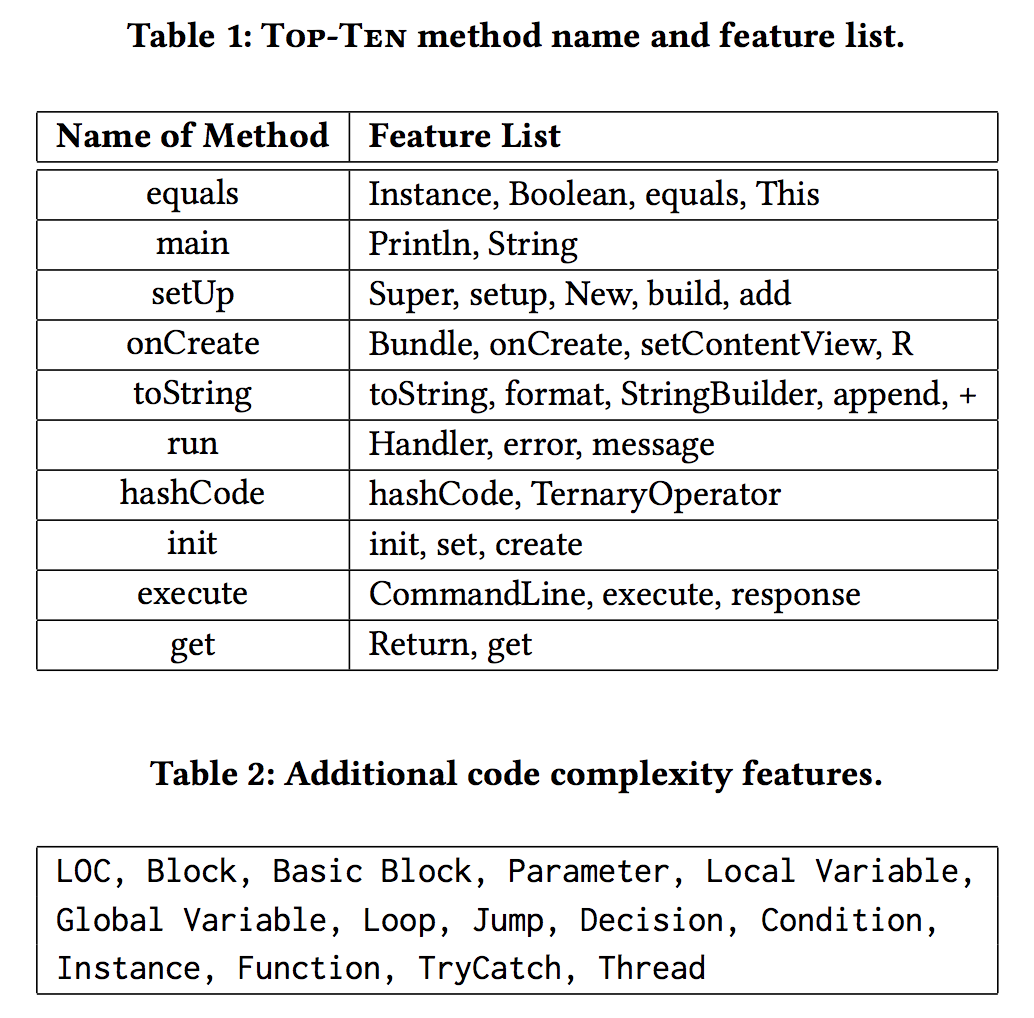 Table 1: Top-Ten method name and feature list.
Name of Method Feature List
equals Instance, Boolean, equals, This
main Println, String
setUp Super, setup, New, build, add
onCreate Bundle, onCreate, setContentView, R
toString toString, format, StringBuilder, append, +
run Handler, error, message
hashCode hashCode, TernaryOperator
init init, set, create
execute CommandLine, execute, response
get Return, get
Table 2: Additional code complexity features.
LOC, Block, Basic Block, Parameter, Local Variable,
Global Variable, Loop, Jump, Decision, Condition,
Instance, Function, TryCatch, Thread